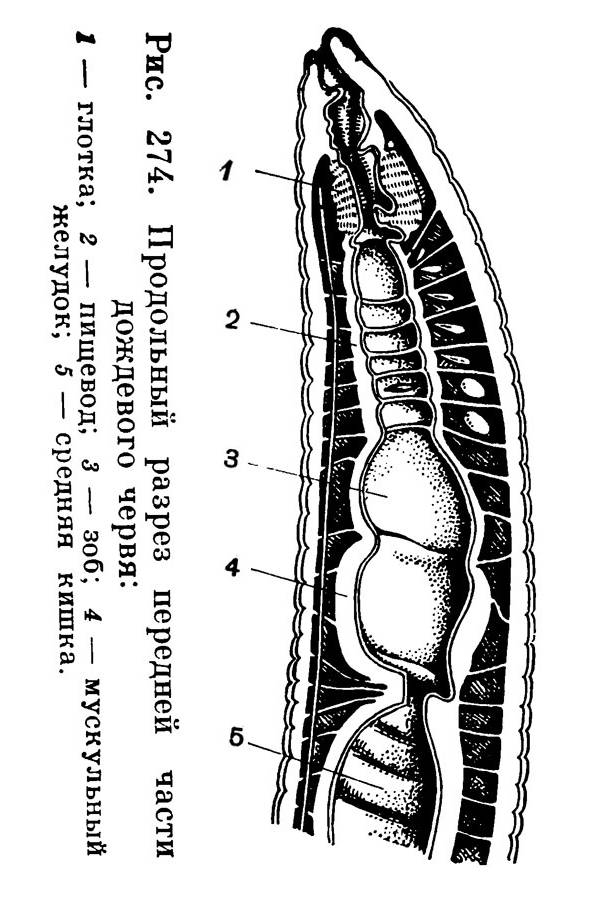 Рис. 274. Продольный разрез передней части
дождевого червя:
1 — глотка; 2 — пищевод; 3 — зоб; 4 — мускульный
желудок; 5 — средняя кишка.
1
2
3
4
5